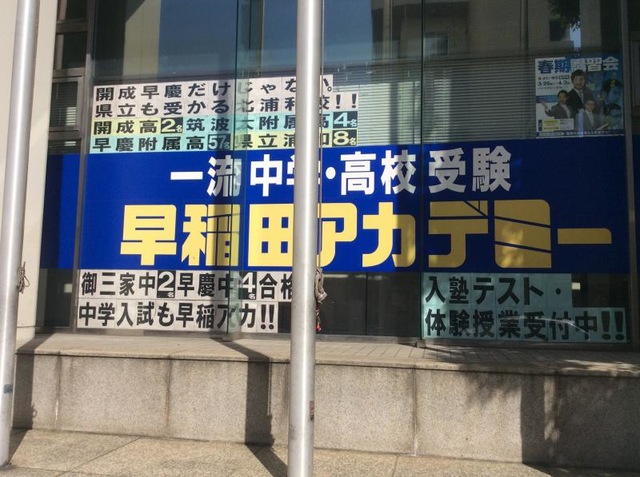 開成早慶だけじゃない。
県立も受かる北浦和校!!
開成高2名筑波大附属高4名
早慶附属高57名県立浦和8名
春期講習会
一流 中学・高校 受験
早稲田アカデミー
御三家中2名早慶中4名合格
中学入試も早稲アカ!!
入塾テスト・
体験授業受付中!!